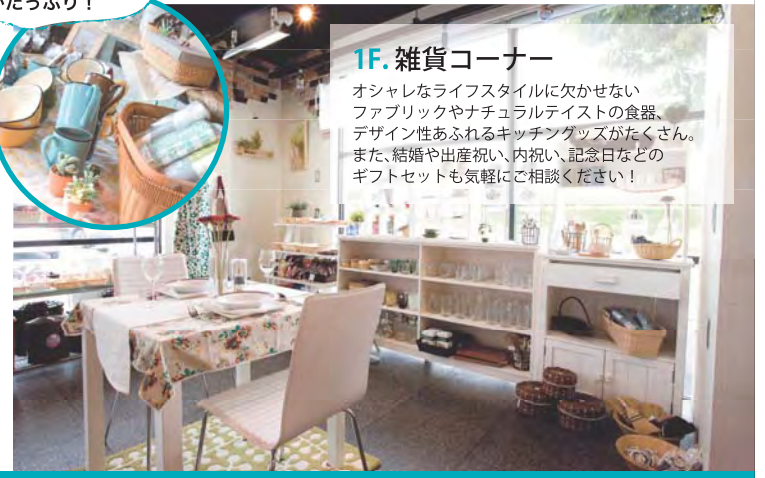 がたっぷり！
1F. 雑貨コーナー
オシャレなライフスタイルに欠かせない
ファブリックやナチュラルテイストの食器、
デザイン性あふれるキッチングッズがたくさん。
また、結婚や出産祝い、内祝い、記念日などの
ギフトセットも気軽にご相談ください！